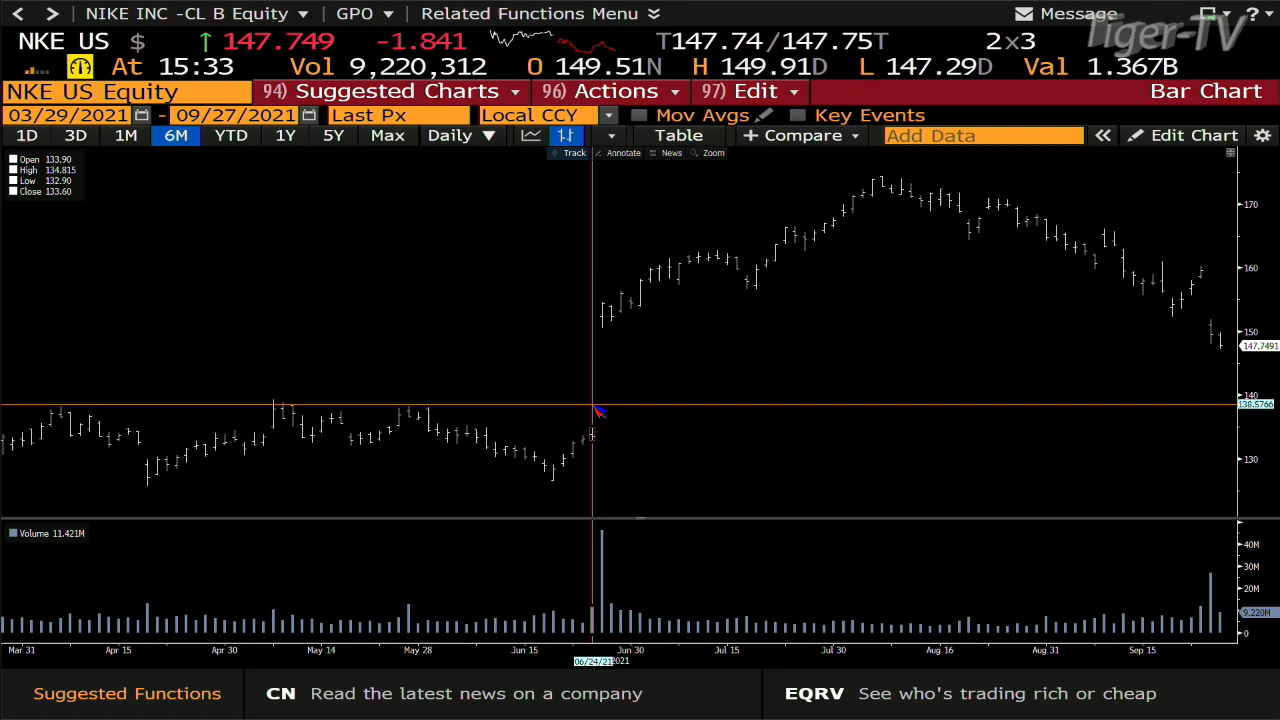 NKE INC -CL B Equity GPO Related Functions Menu Message ?
Tiger-TV
NKE US $ ↑ 147.749 -1.841 T147.74/147.75T 2x3
At 15:33 Vol 9,220,312 O 149.51N H 149.91D L 147.29D Val 1.367B
NKE US Equity 94) Suggested Charts 96) Actions 97) Edit Bar Chart
03/29/2021 - 09/27/2021 Last Px Local CCY Mov Avgs Key Events
1D 3D 1M 6M YTD 1Y 5Y Max Daily ▼ Table + Compare Add Data « Edit Chart
Track Annotate News Zoom
Open 133.90
High 134.815
Low 132.90
Close 133.60
170
160
150
147.7491
140
138.5766
130
Volume 11.421M
40M
30M
20M
9.220M
0
Mar 31 Apr 15 Apr 30 May 14 May 28 Jun 15 Jun 30 Jul 15 Jul 30 Aug 16 Aug 31 Sep 15
06/24/21 2021
Suggested Functions CN Read the latest news on a company EQRV See who's trading rich or cheap